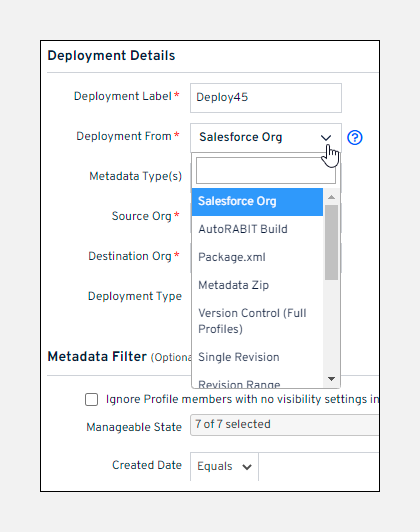 Deployment Details
Deployment Label *
Deploy45
Deployment From *
Salesforce Org
?
Metadata Type(s)
Salesforce Org
AutoRABIT Build
Source Org *
Package.xml
Destination Org *
Metadata Zip
Deployment Type
Version Control (Full
Profiles)
Single Revision
Metadata Filter (Optiona
Revision Range
Ignore Profile members with no visibility settings in
Manageable State
7 of 7 selected
Created Date
Equals